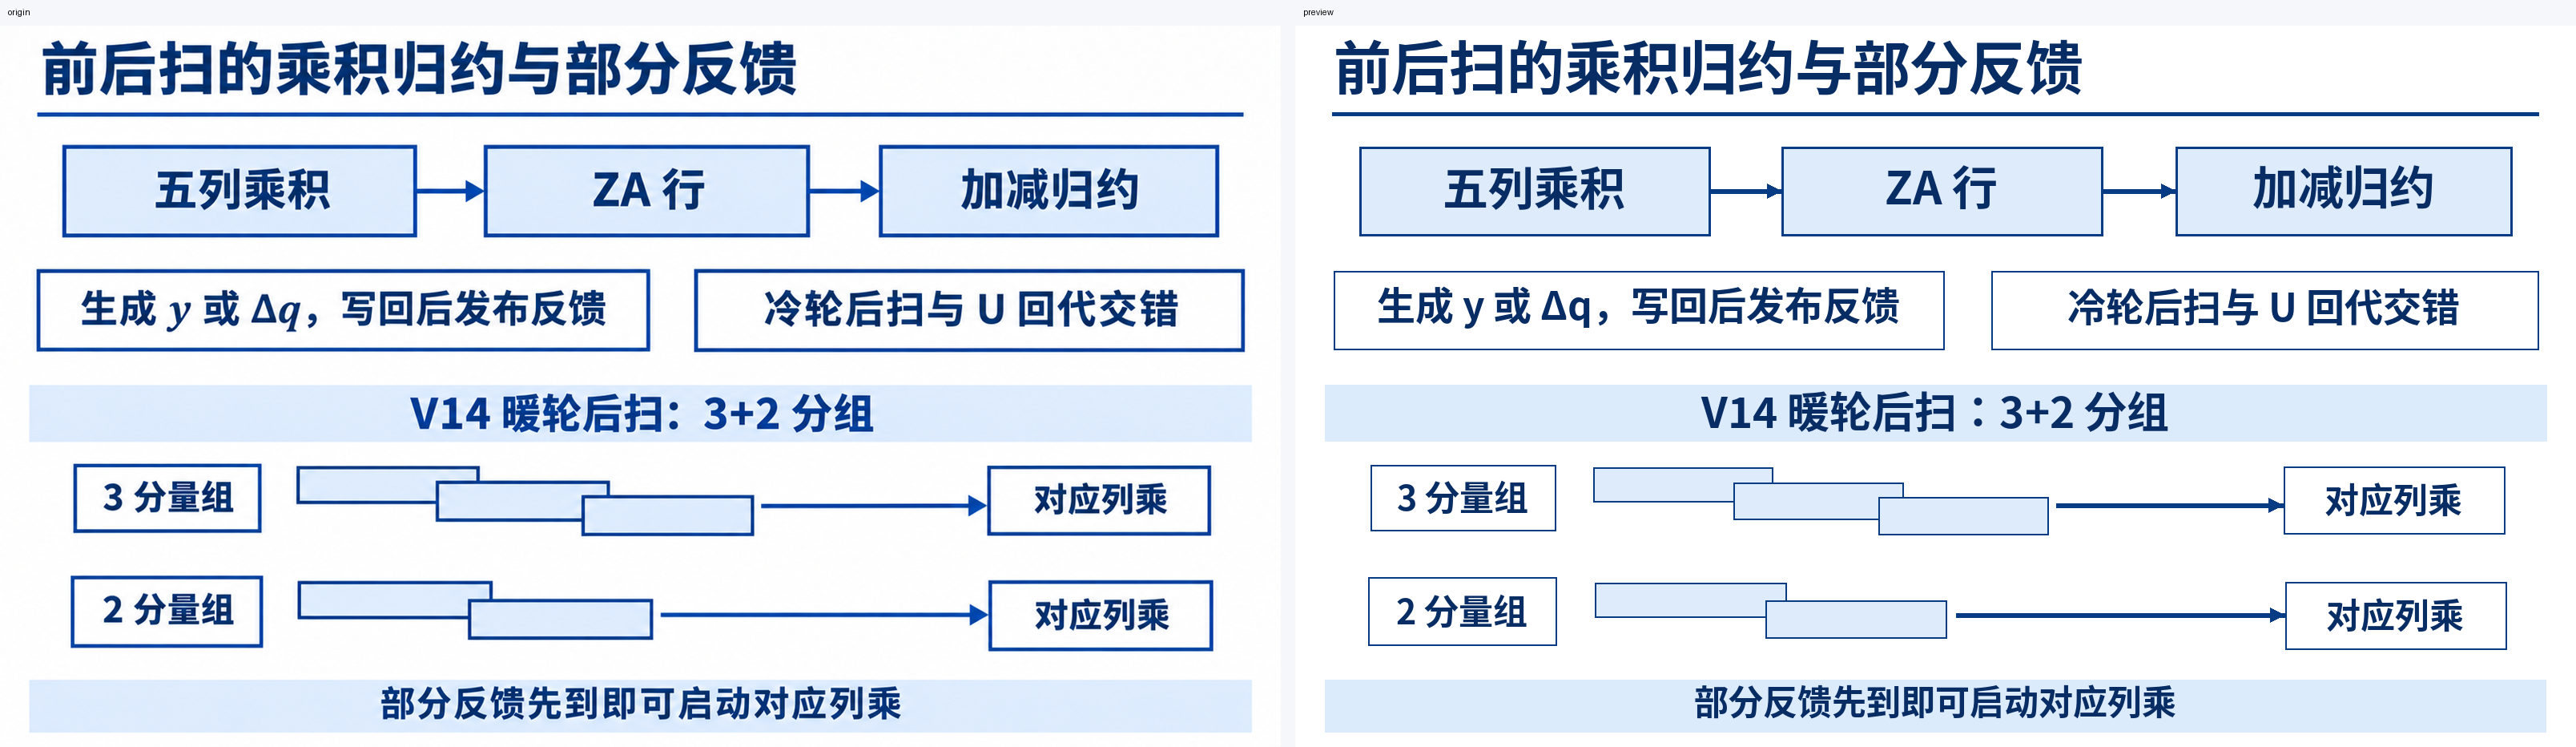 origin
前后扫的乘积归约与部分反馈
五列乘积
ZA 行
加减归约
生成 y 或 Δq，写回后发布反馈
冷轮后扫与 U 回代交错
V14 暖轮后扫：3+2 分组
3 分量组
对应列乘
2 分量组
对应列乘
部分反馈先到即可启动对应列乘
preview
前后扫的乘积归约与部分反馈
五列乘积
ZA 行
加减归约
生成 y 或 Δq，写回后发布反馈
冷轮后扫与 U 回代交错
V14 暖轮后扫：3+2 分组
3 分量组
对应列乘
2 分量组
对应列乘
部分反馈先到即可启动对应列乘